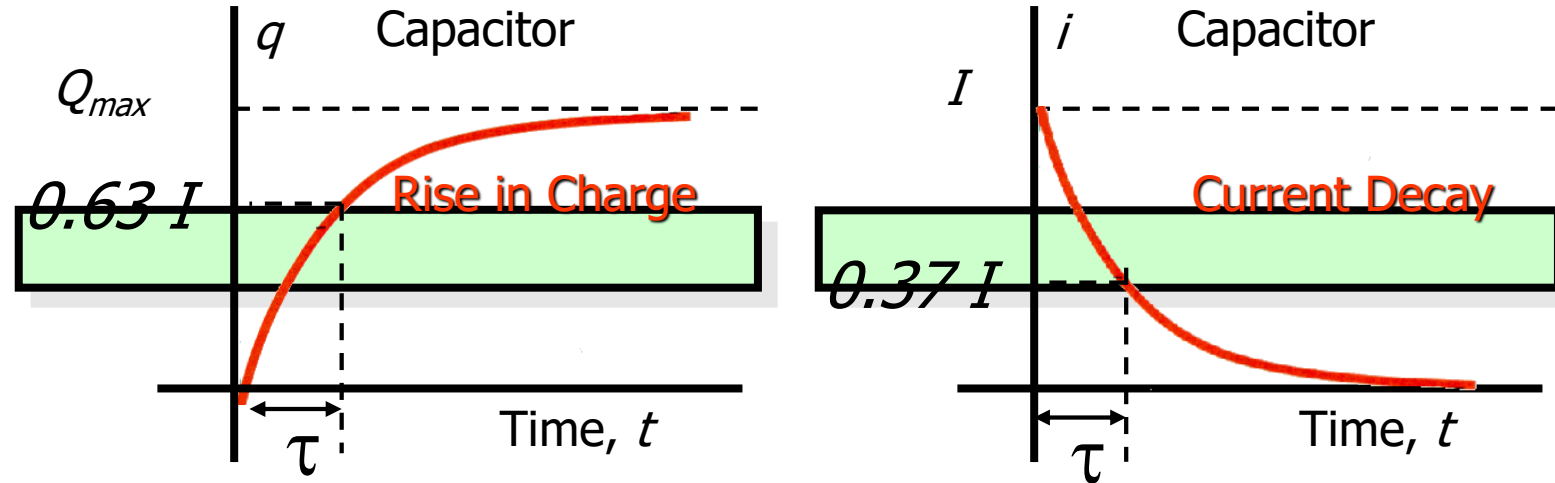 q Capacitor
Q_max
0.63 I
Rise in Charge
τ
Time, t
i Capacitor
I
Current Decay
0.37 I
τ
Time, t